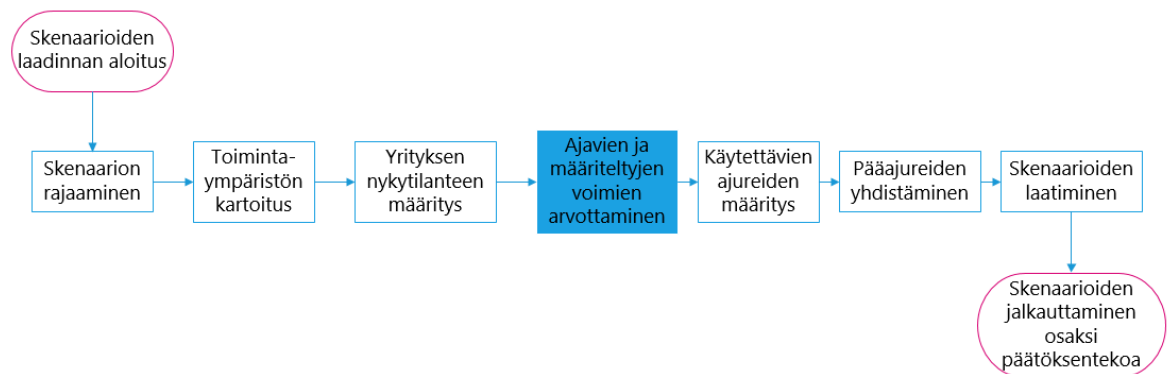 Skenaarioiden
laadinnan aloitus
Skenaarion
rajaaminen
Toiminta-
ympäristön
kartoitus
Yrityksen
nykytilanteen
määritys
Ajavien ja
määriteltyjen
voimien
arvottaminen
Käytettävien
ajureiden
määritys
Pääajureiden
yhdistäminen
Skenaarioiden
laatiminen
Skenaarioiden
jalkauttaminen
osaksi
päätöksentekoa